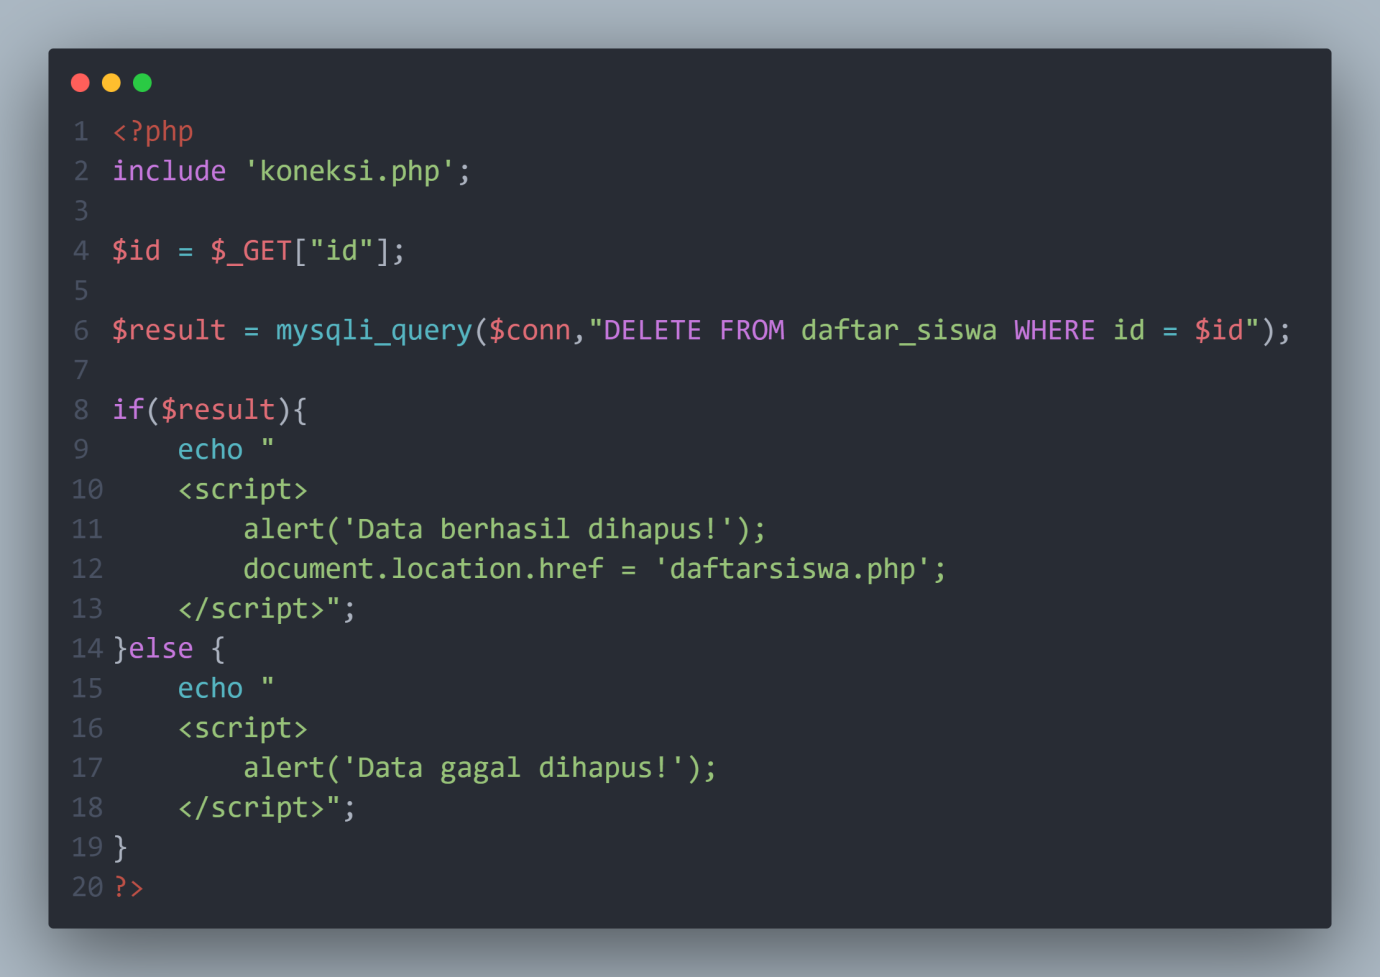 1 <?php
2 include 'koneksi.php';
3
4 $id = $_GET["id"];
5
6 $result = mysqli_query($conn,"DELETE FROM daftar_siswa WHERE id = $id");
7
8 if($result){
9     echo "
10     <script>
11         alert('Data berhasil dihapus!');
12         document.location.href = 'daftarsiswa.php';
13     </script>";
14 }else {
15     echo "
16     <script>
17         alert('Data gagal dihapus!');
18     </script>";
19 }
20 ?>